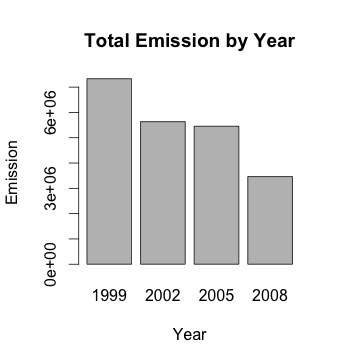 Total Emission by Year
Emission
6e+06
3e+06
0e+00
1999 2002 2005 2008
Year